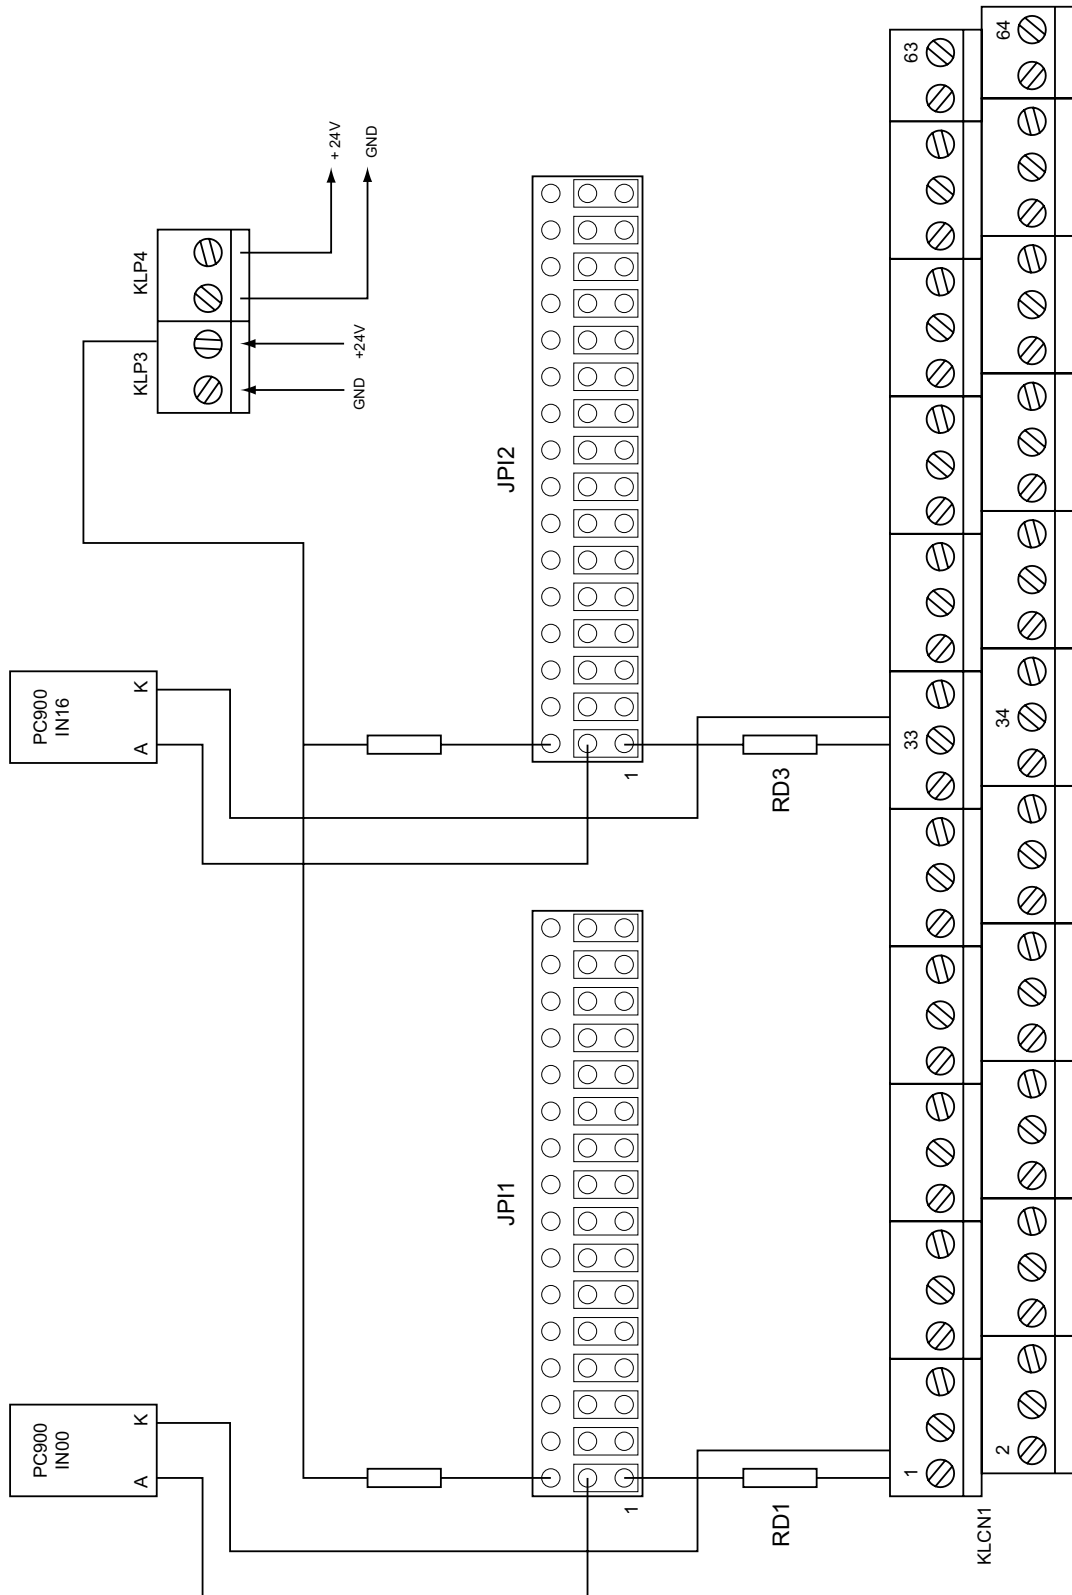 PC900
IN00
A K
PC900
IN16
A K
KLP3
KLP4
GND
+24V
+ 24V
GND
JPI1
1
JPI2
1
RD1
RD3
1
33
63
2
34
64
KLCN1